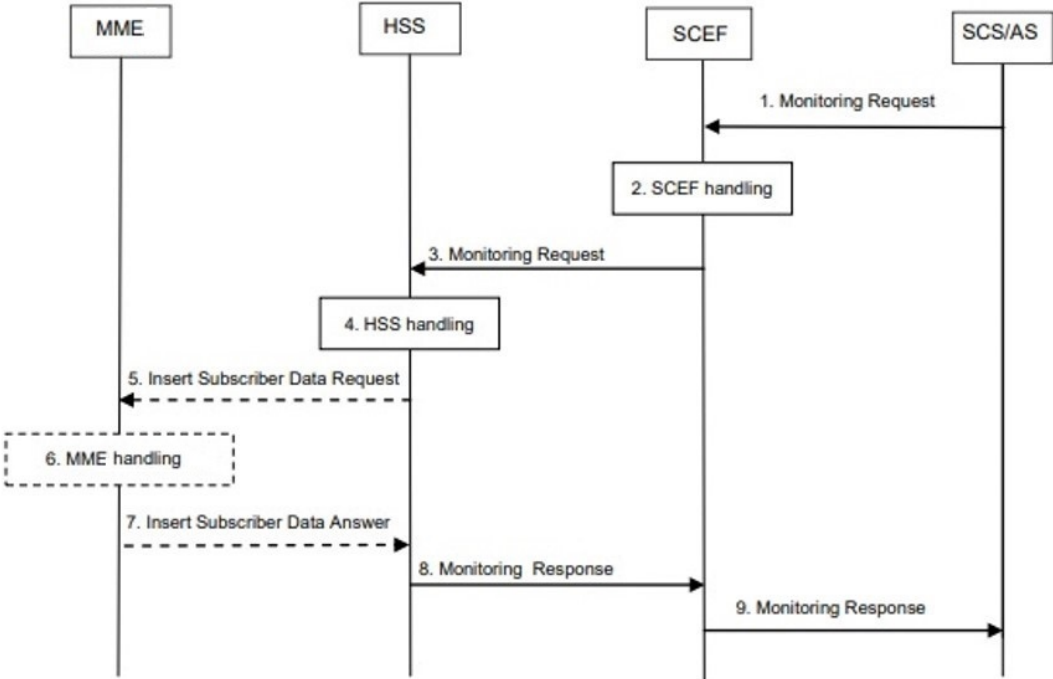 MME
HSS
SCEF
SCS/AS
1. Monitoring Request
2. SCEF handling
3. Monitoring Request
4. HSS handling
5. Insert Subscriber Data Request
6. MME handling
7. Insert Subscriber Data Answer
8. Monitoring Response
9. Monitoring Response